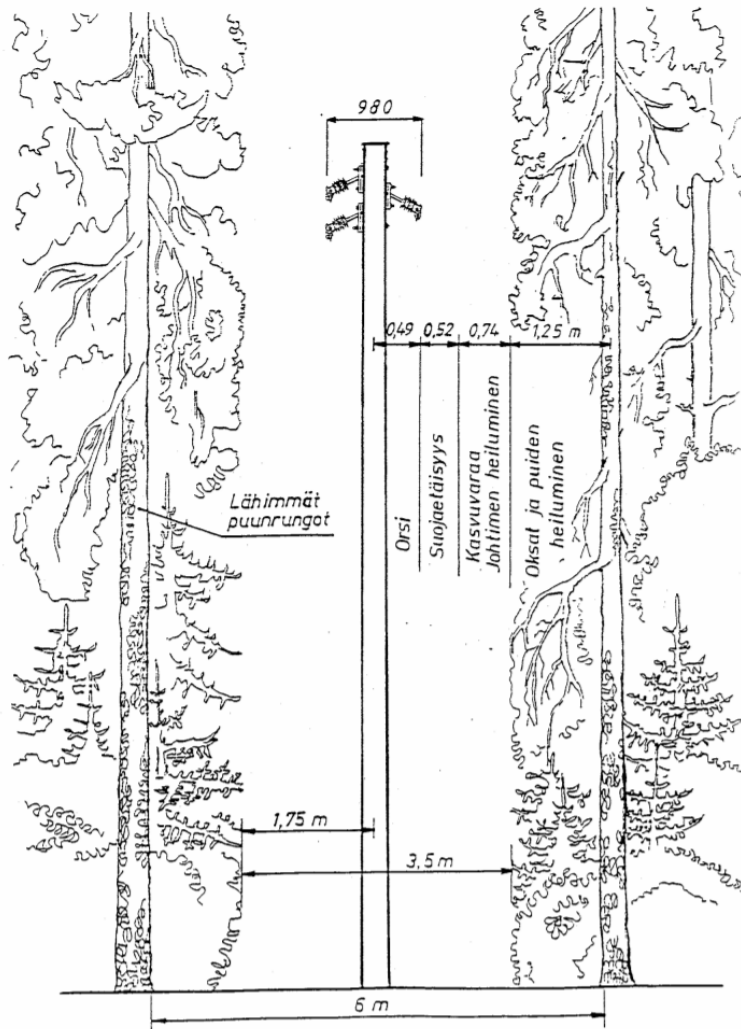 980
0,49
0,52
0,74
1,25 m
Lähimmät
puunrungot
Orsi
Suojaetäisyys
Kasvuvaraa
Johtimen heiluminen
Oksat ja puiden
heiluminen
1,75 m
3,5 m
6 m